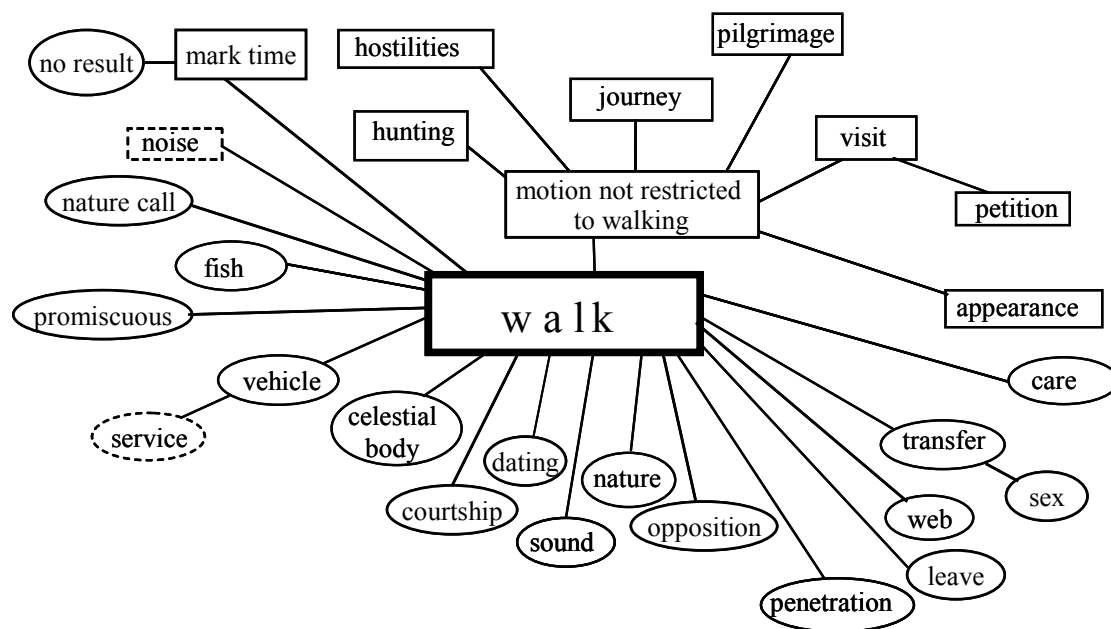 pilgrimage
hostilities
no result
mark time
journey
hunting
visit
noise
motion not restricted
to walking
nature call
petition
fish
appearance
promiscuous
walk
vehicle
care
celestial
body
service
transfer
dating
nature
sex
courtship
opposition
web
sound
leave
penetration